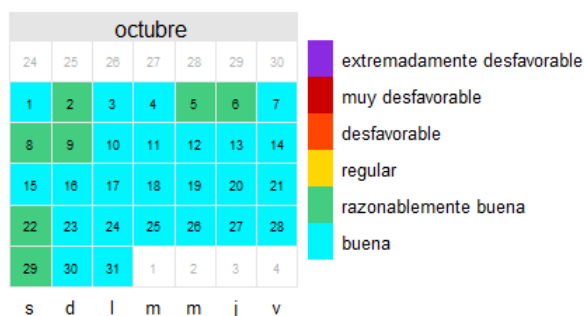 octubre
24 25 26 27 28 29 30
1 2 3 4 5 6 7
8 9 10 11 12 13 14
15 16 17 18 19 20 21
22 23 24 25 26 27 28
29 30 31 1 2 3 4
s d l m m j v
extremadamente desfavorable
muy desfavorable
desfavorable
regular
razonablemente buena
buena